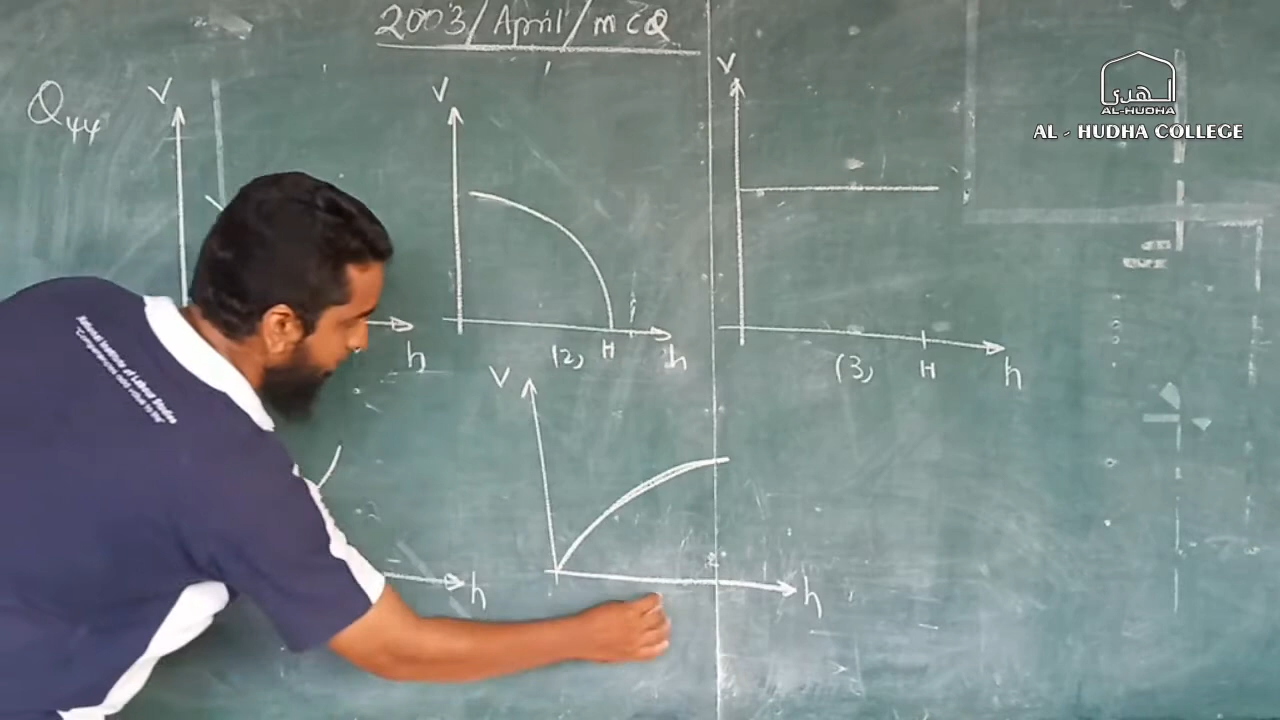 2003/April/MCQ
Q44
V
h
V
(2)
H
h
V
(3)
H
h
h
V
h
الهدى
AL-HUDHA
AL - HUDHA COLLEGE